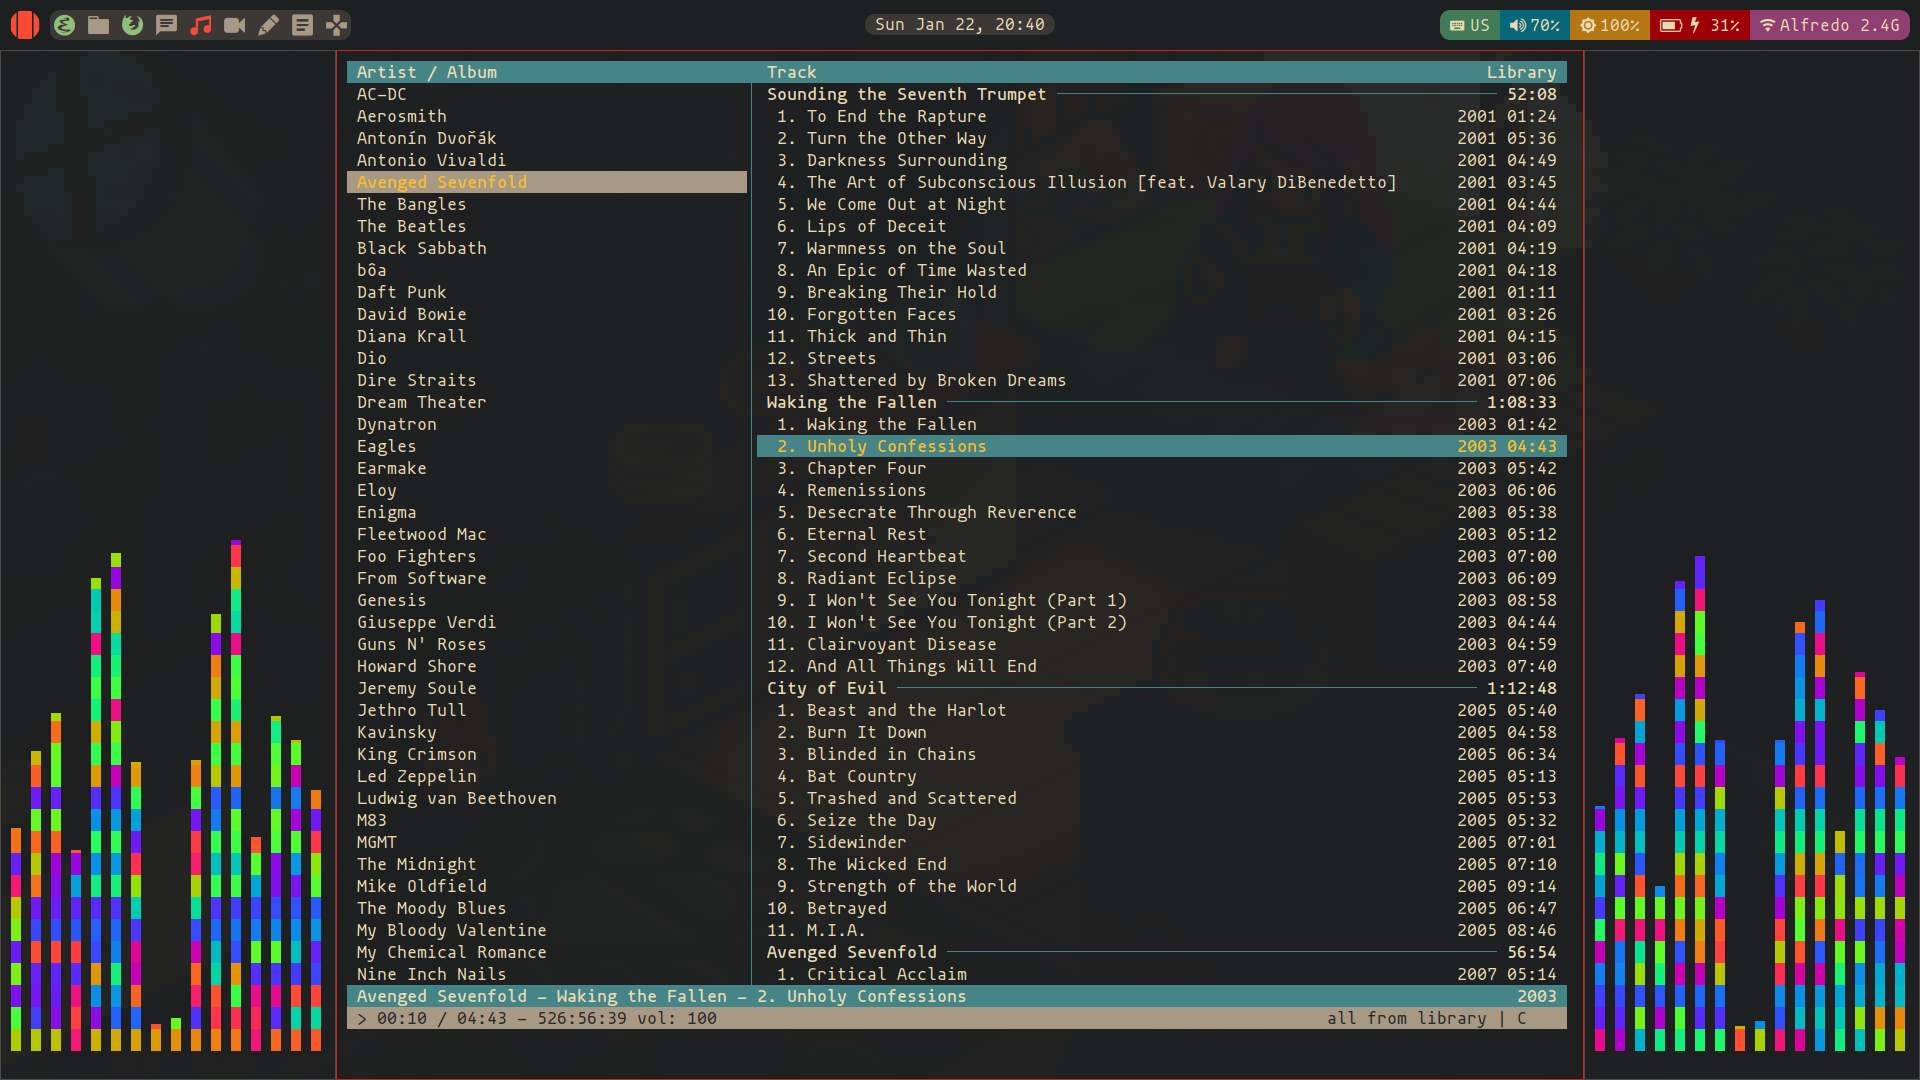 Sun Jan 22, 20:40
US 70% 100% 31% Alfredo 2.4G
Artist / Album
AC-DC
Aerosmith
Antonín Dvořák
Antonio Vivaldi
Avenged Sevenfold
The Bangles
The Beatles
Black Sabbath
bôa
Daft Punk
David Bowie
Diana Krall
Dio
Dire Straits
Dream Theater
Dynatron
Eagles
Earmake
Eloy
Enigma
Fleetwood Mac
Foo Fighters
From Software
Genesis
Giuseppe Verdi
Guns N' Roses
Howard Shore
Jeremy Soule
Jethro Tull
Kavinsky
King Crimson
Led Zeppelin
Ludwig van Beethoven
M83
MGMT
The Midnight
Mike Oldfield
The Moody Blues
My Bloody Valentine
My Chemical Romance
Nine Inch Nails
Track Library
Sounding the Seventh Trumpet 52:08
1. To End the Rapture 2001 01:24
2. Turn the Other Way 2001 05:36
3. Darkness Surrounding 2001 04:49
4. The Art of Subconscious Illusion [feat. Valary DiBenedetto] 2001 03:45
5. We Come Out at Night 2001 04:44
6. Lips of Deceit 2001 04:09
7. Warmness on the Soul 2001 04:19
8. An Epic of Time Wasted 2001 04:18
9. Breaking Their Hold 2001 01:11
10. Forgotten Faces 2001 03:26
11. Thick and Thin 2001 04:15
12. Streets 2001 03:06
13. Shattered by Broken Dreams 2001 07:06
Waking the Fallen 1:08:33
1. Waking the Fallen 2003 01:42
2. Unholy Confessions 2003 04:43
3. Chapter Four 2003 05:42
4. Remenissions 2003 06:06
5. Desecrate Through Reverence 2003 05:38
6. Eternal Rest 2003 05:12
7. Second Heartbeat 2003 07:00
8. Radiant Eclipse 2003 06:09
9. I Won't See You Tonight (Part 1) 2003 08:58
10. I Won't See You Tonight (Part 2) 2003 04:44
11. Clairvoyant Disease 2003 04:59
12. And All Things Will End 2003 07:40
City of Evil 1:12:48
1. Beast and the Harlot 2005 05:40
2. Burn It Down 2005 04:58
3. Blinded in Chains 2005 06:34
4. Bat Country 2005 05:13
5. Trashed and Scattered 2005 05:53
6. Seize the Day 2005 05:32
7. Sidewinder 2005 07:01
8. The Wicked End 2005 07:10
9. Strength of the World 2005 09:14
10. Betrayed 2005 06:47
11. M.I.A. 2005 08:46
Avenged Sevenfold 56:54
1. Critical Acclaim 2007 05:14
Avenged Sevenfold – Waking the Fallen – 2. Unholy Confessions 2003
> 00:10 / 04:43 – 526:56:39 vol: 100 all from library | C